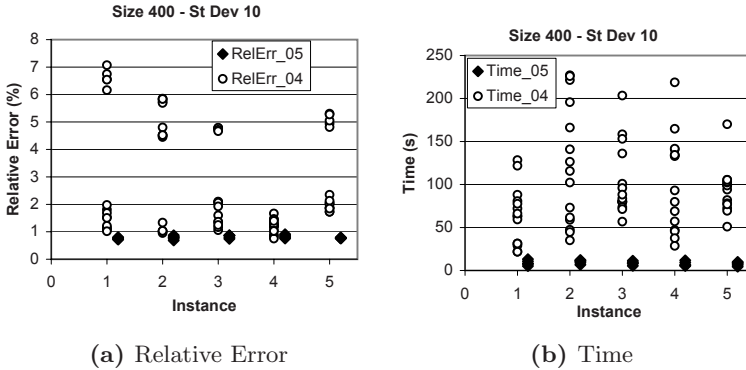 Size 400 - St Dev 10
RelErr_05
RelErr_04
Relative Error (%)
8
7
6
5
4
3
2
1
0
0 1 2 3 4 5
Instance
(a) Relative Error
Size 400 - St Dev 10
Time_05
Time_04
Time (s)
250
200
150
100
50
0
0 1 2 3 4 5
Instance
(b) Time